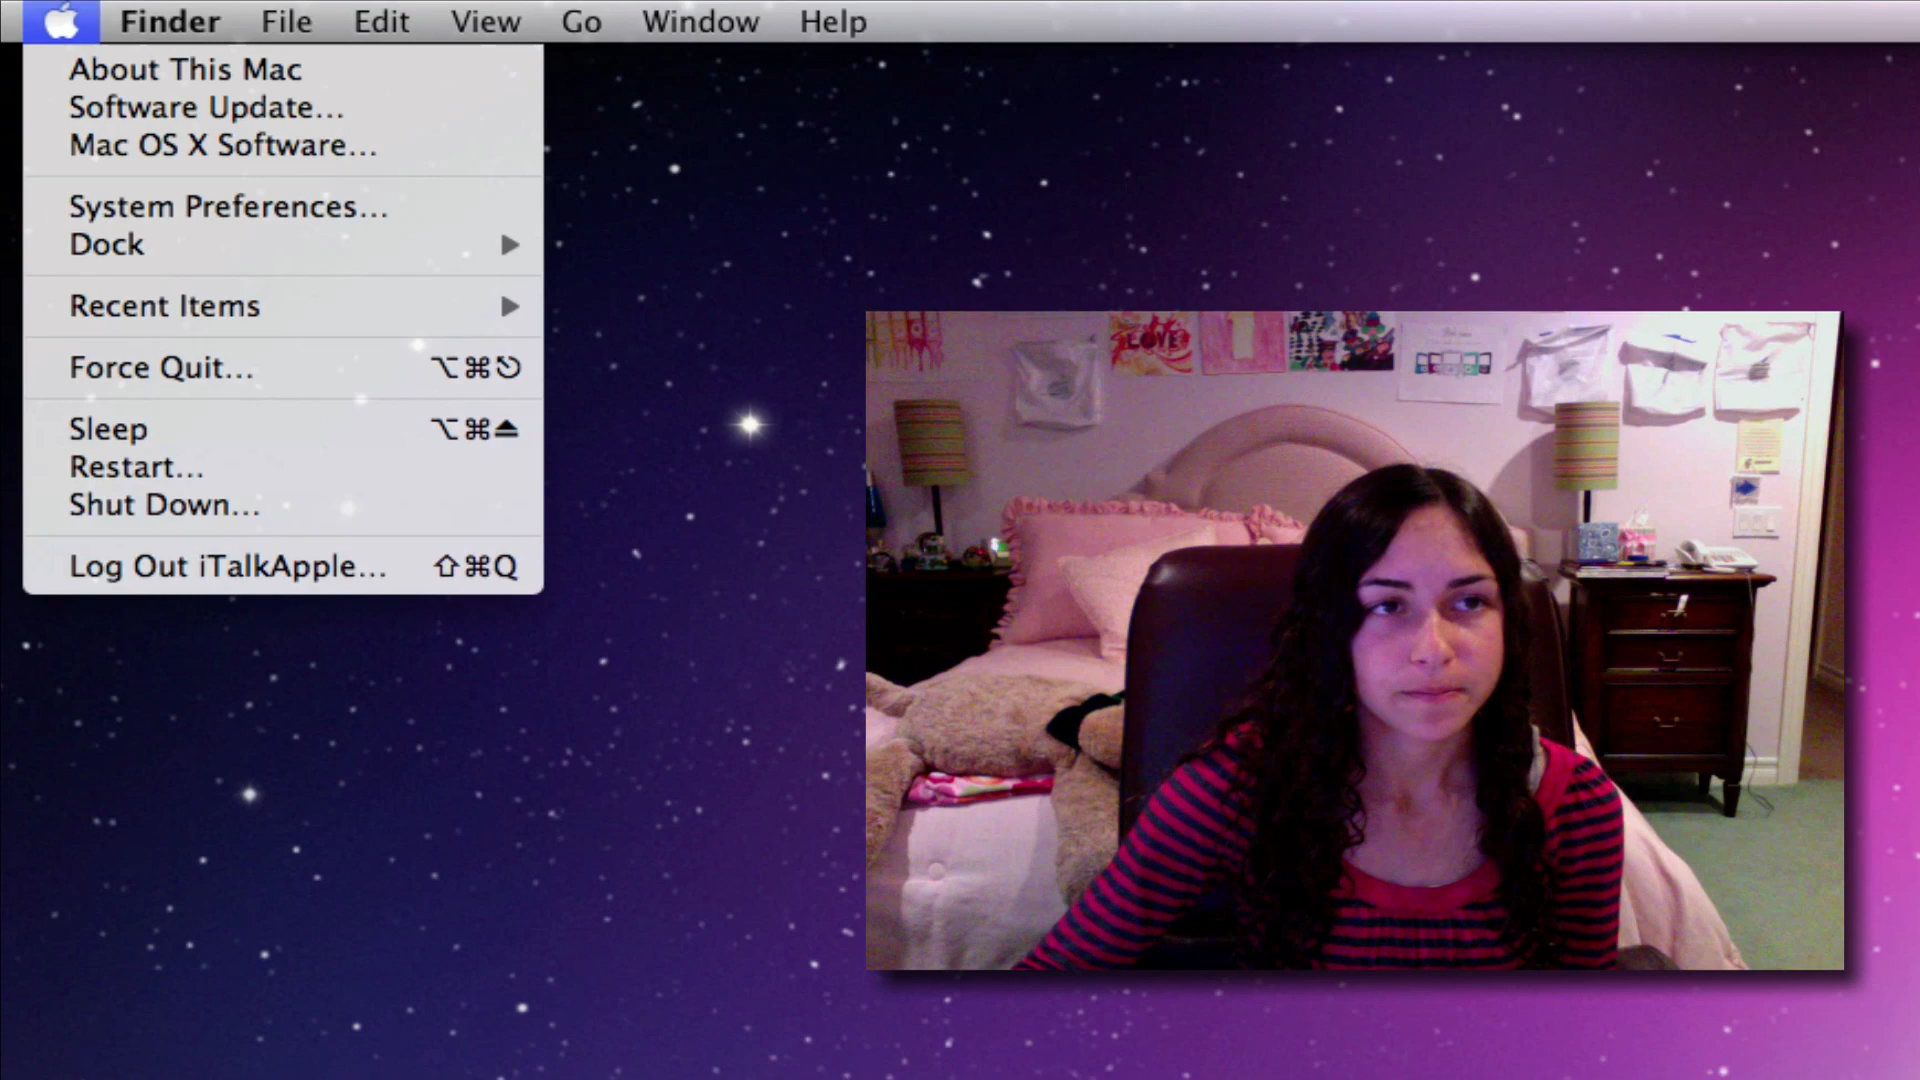 Finder File Edit View Go Window Help
About This Mac
Software Update...
Mac OS X Software...
System Preferences...
Dock ▶
Recent Items ▶
Force Quit... ⌥⌘⎋
Sleep ⌥⌘⏏
Restart...
Shut Down...
Log Out iTalkApple... ⇧⌘Q
LOVE